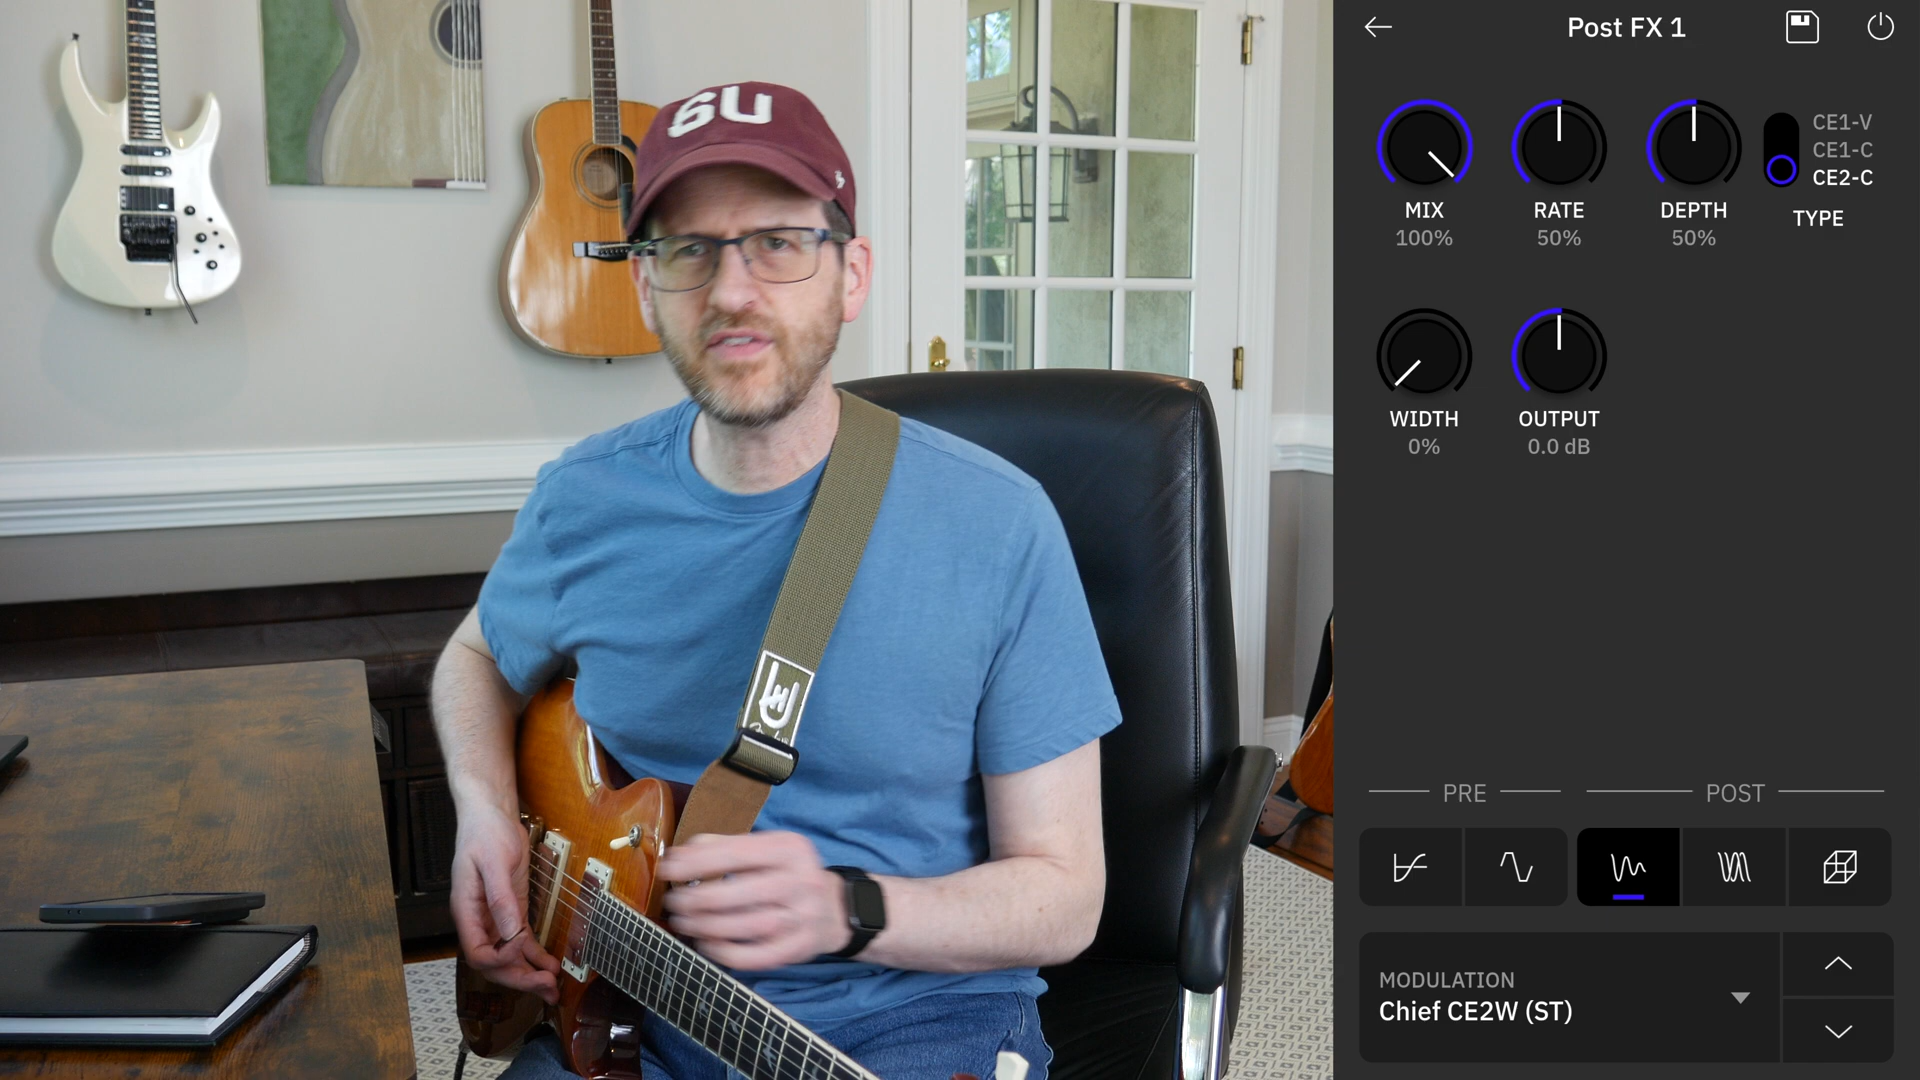 GU
Post FX 1
CE1-V
CE1-C
CE2-C
TYPE
MIX
100%
RATE
50%
DEPTH
50%
WIDTH
0%
OUTPUT
0.0 dB
PRE
POST
MODULATION
Chief CE2W (ST)